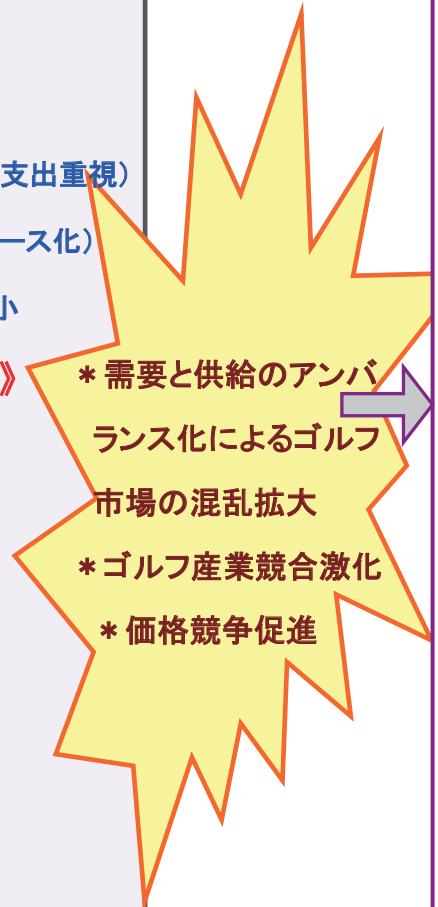 支出重視）
ース化）
小
》
＊需要と供給のアンバ
ランス化によるゴルフ
市場の混乱拡大
＊ゴルフ産業競合激化
＊価格競争促進